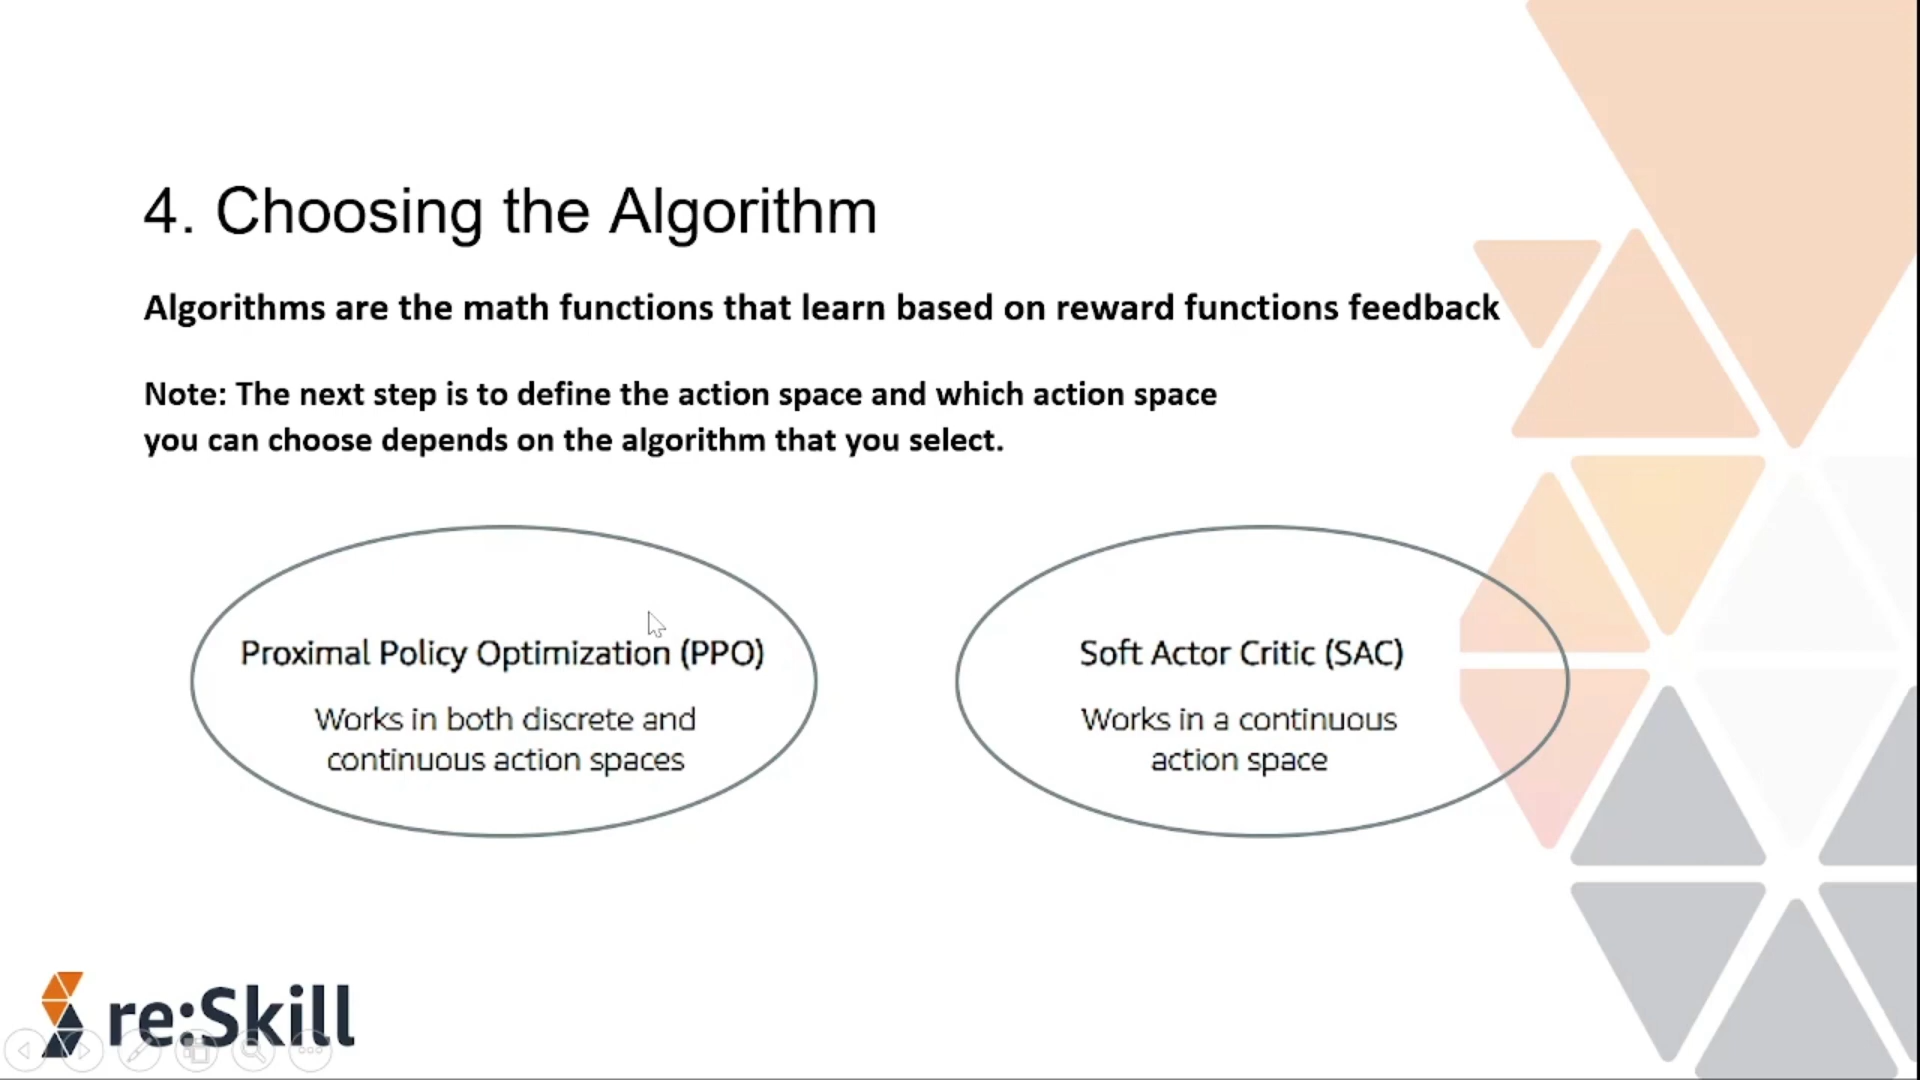 4. Choosing the Algorithm
Algorithms are the math functions that learn based on reward functions feedback
Note: The next step is to define the action space and which action space
you can choose depends on the algorithm that you select.
Proximal Policy Optimization (PPO)
Works in both discrete and
continuous action spaces
Soft Actor Critic (SAC)
Works in a continuous
action space
re:Skill